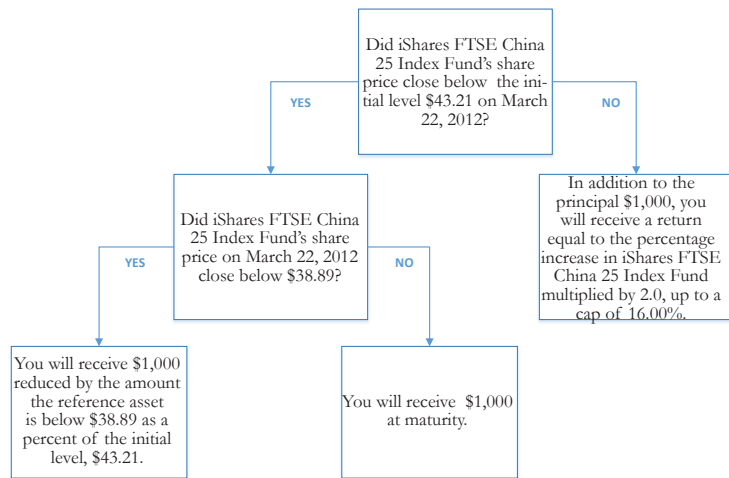 Did iShares FTSE China
25 Index Fund's share
price close below the ini-
tial level $43.21 on March
22, 2012?
YES
NO
Did iShares FTSE China
25 Index Fund's share
price on March 22, 2012
close below $38.89?
In addition to the
principal $1,000, you
will receive a return
equal to the percentage
increase in iShares FTSE
China 25 Index Fund
multiplied by 2.0, up to a
cap of 16.00%.
YES
NO
You will receive $1,000
reduced by the amount
the reference asset
is below $38.89 as a
percent of the initial
level, $43.21.
You will receive $1,000
at maturity.